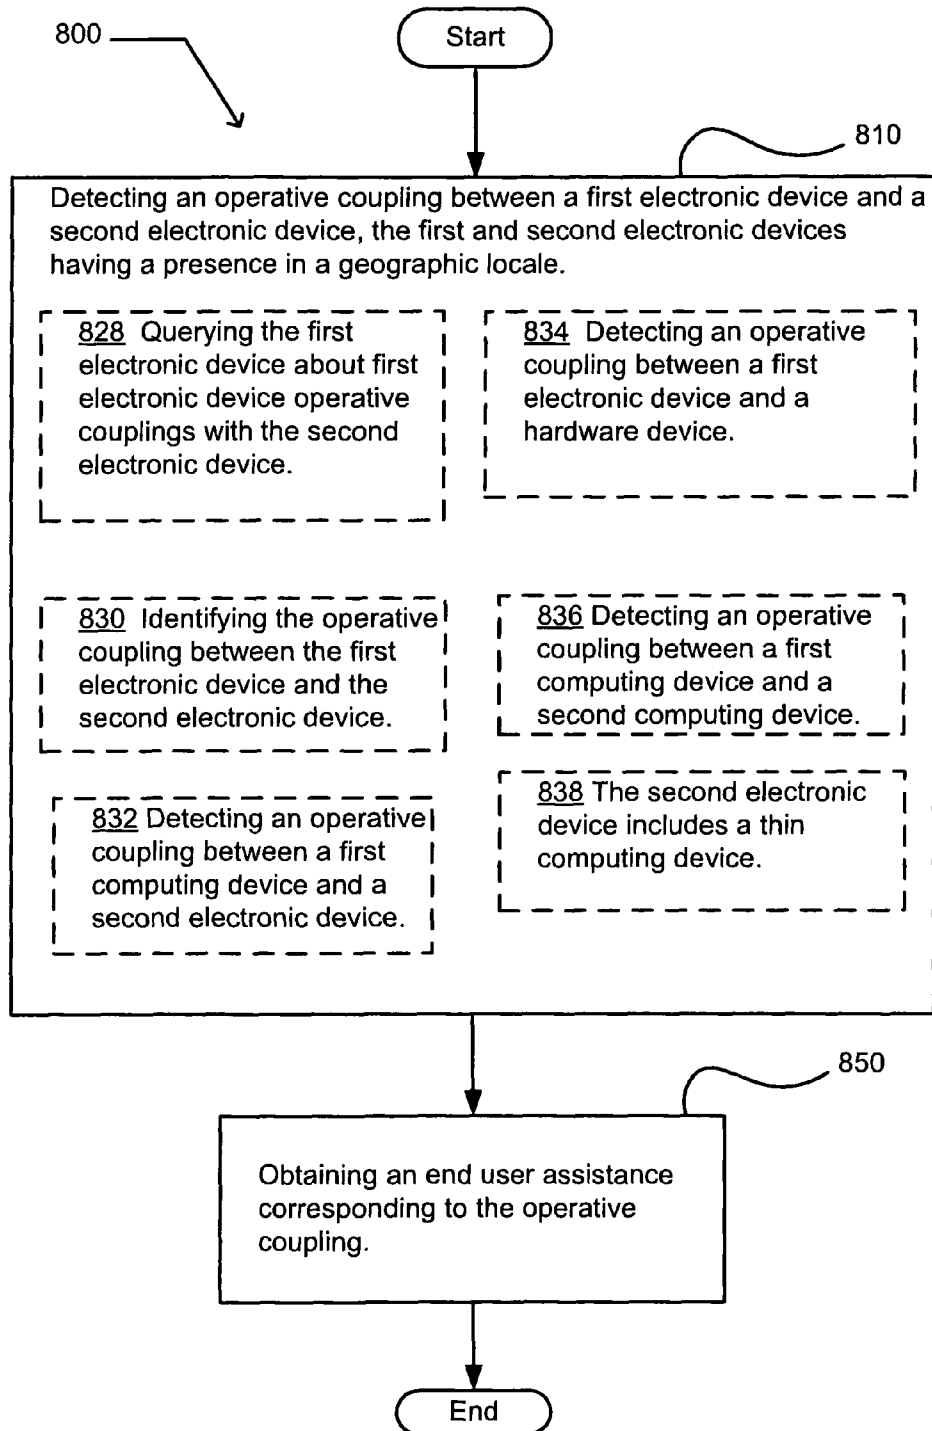 800
Start
810
Detecting an operative coupling between a first electronic device and a
second electronic device, the first and second electronic devices
having a presence in a geographic locale.
828 Querying the first
electronic device about first
electronic device operative
couplings with the second
electronic device.
834 Detecting an operative
coupling between a first
electronic device and a
hardware device.
830 Identifying the operative
coupling between the first
electronic device and the
second electronic device.
836 Detecting an operative
coupling between a first
computing device and a
second computing device.
832 Detecting an operative
coupling between a first
computing device and a
second electronic device.
838 The second electronic
device includes a thin
computing device.
850
Obtaining an end user assistance
corresponding to the operative
coupling.
End